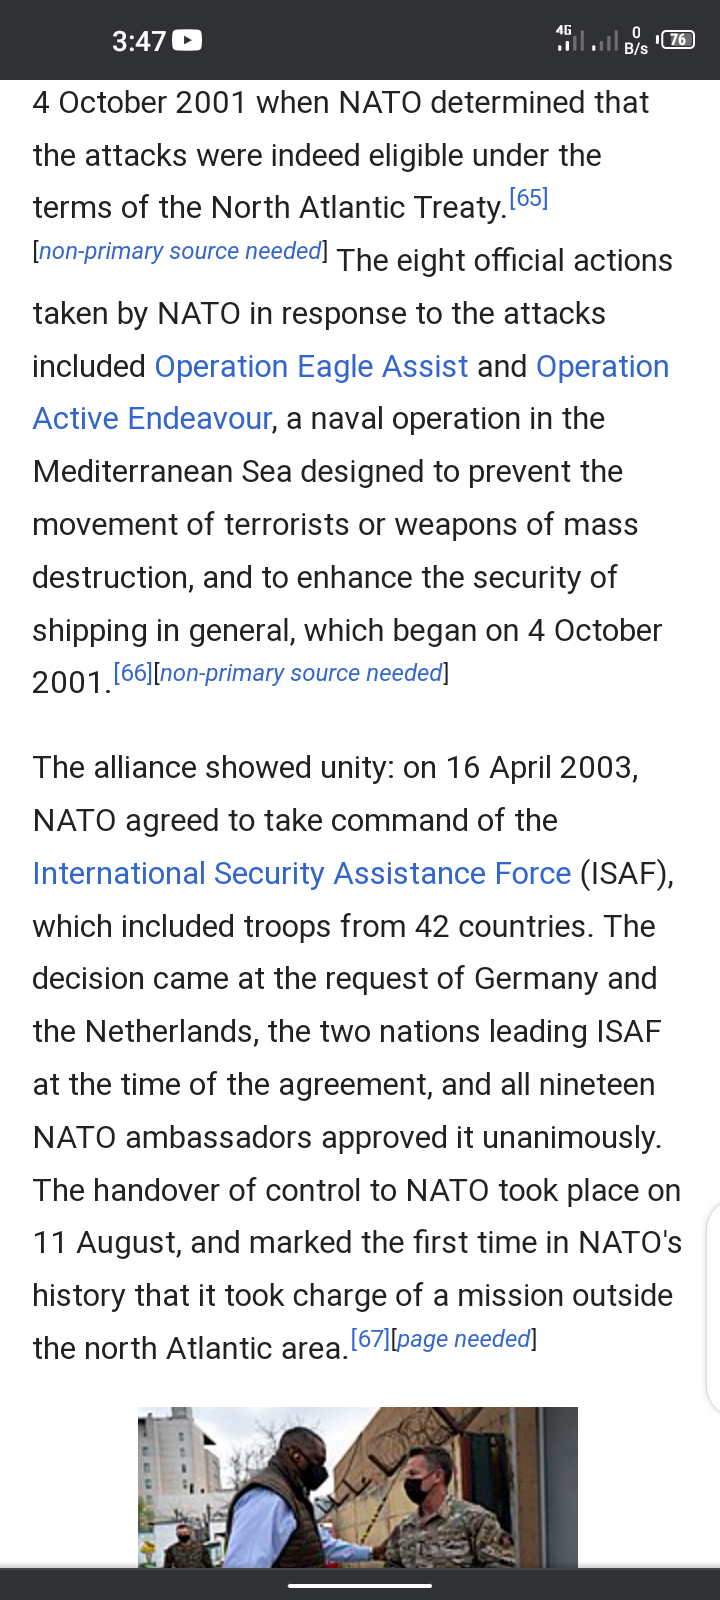 3:47
4G
0
B/s
76
4 October 2001 when NATO determined that
the attacks were indeed eligible under the
terms of the North Atlantic Treaty.[65]
[non-primary source needed] The eight official actions
taken by NATO in response to the attacks
included Operation Eagle Assist and Operation
Active Endeavour, a naval operation in the
Mediterranean Sea designed to prevent the
movement of terrorists or weapons of mass
destruction, and to enhance the security of
shipping in general, which began on 4 October
2001.[66][non-primary source needed]
The alliance showed unity: on 16 April 2003,
NATO agreed to take command of the
International Security Assistance Force (ISAF),
which included troops from 42 countries. The
decision came at the request of Germany and
the Netherlands, the two nations leading ISAF
at the time of the agreement, and all nineteen
NATO ambassadors approved it unanimously.
The handover of control to NATO took place on
11 August, and marked the first time in NATO's
history that it took charge of a mission outside
the north Atlantic area.[67][page needed]